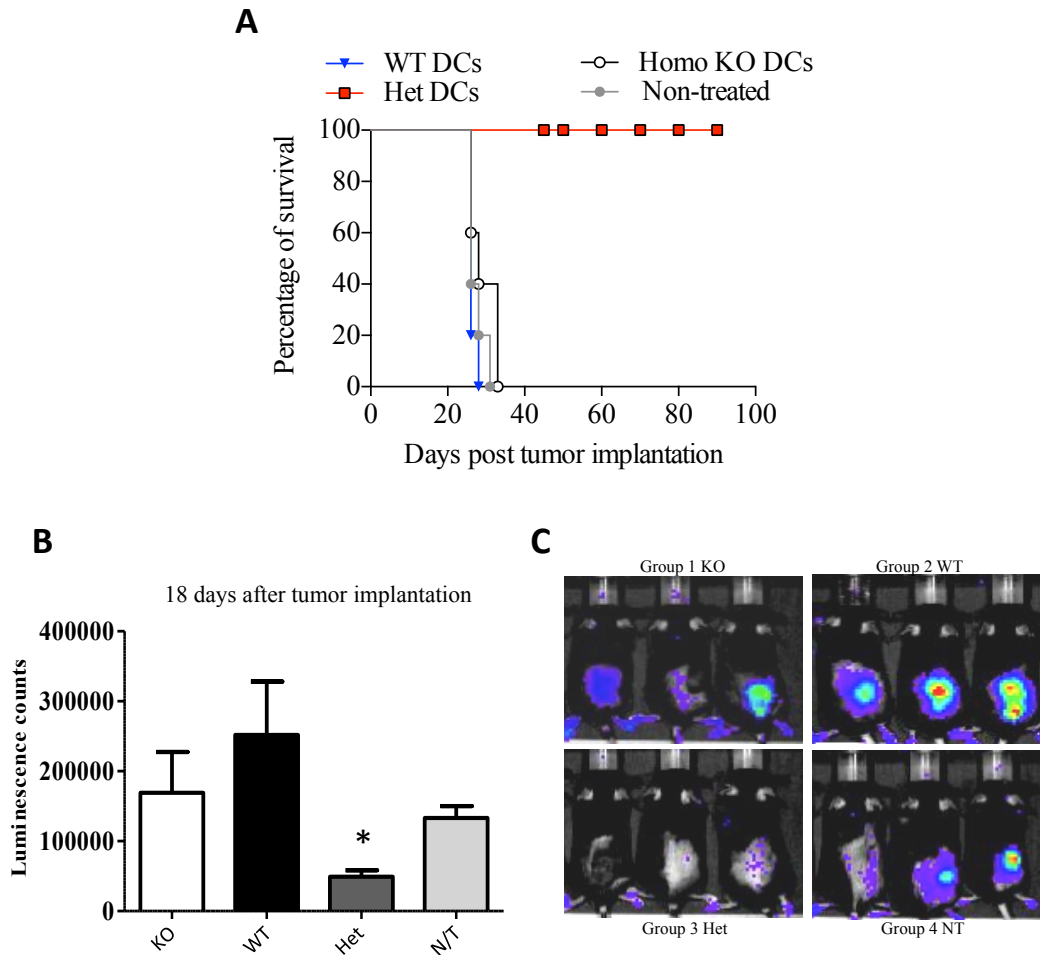 A
WT DCs
Homo KO DCs
Het DCs
Non-treated
Percentage of survival
100
80
60
40
20
0
0 20 40 60 80 100
Days post tumor implantation
B
18 days after tumor implantation
Luminescence counts
400000
300000
200000
100000
0
*
KO WT Het N/T
C
Group 1 KO
Group 2 WT
Group 3 Het
Group 4 NT